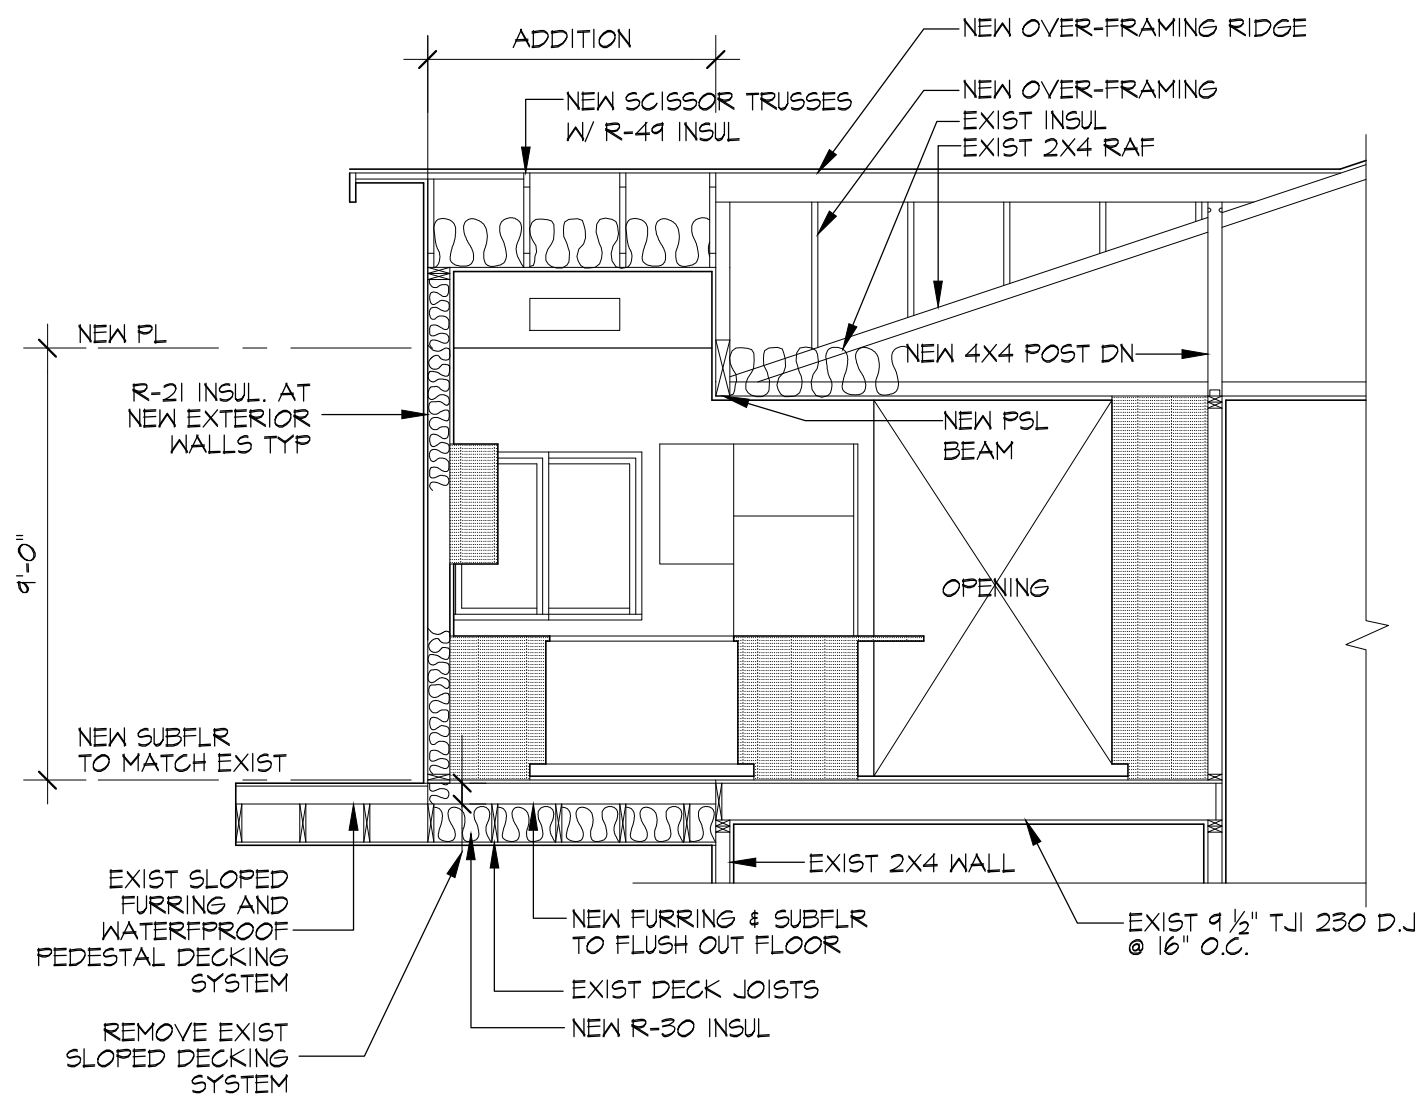 ADDITION
NEW OVER-FRAMING RIDGE
NEW SCISSOR TRUSSES
W/ R-49 INSUL
NEW OVER-FRAMING
EXIST INSUL
EXIST 2X4 RAF
NEW PL
R-21 INSUL. AT
NEW EXTERIOR
WALLS TYP
NEW 4X4 POST DN
NEW PSL
BEAM
9'-0"
OPENING
NEW SUBFLR
TO MATCH EXIST
EXIST 2X4 WALL
EXIST SLOPED
FURRING AND
WATERFPROOF
PEDESTAL DECKING
SYSTEM
NEW FURRING & SUBFLR
TO FLUSH OUT FLOOR
EXIST 9 ½" TJI 230 D.J
@ 16" O.C.
EXIST DECK JOISTS
NEW R-30 INSUL
REMOVE EXIST
SLOPED DECKING
SYSTEM